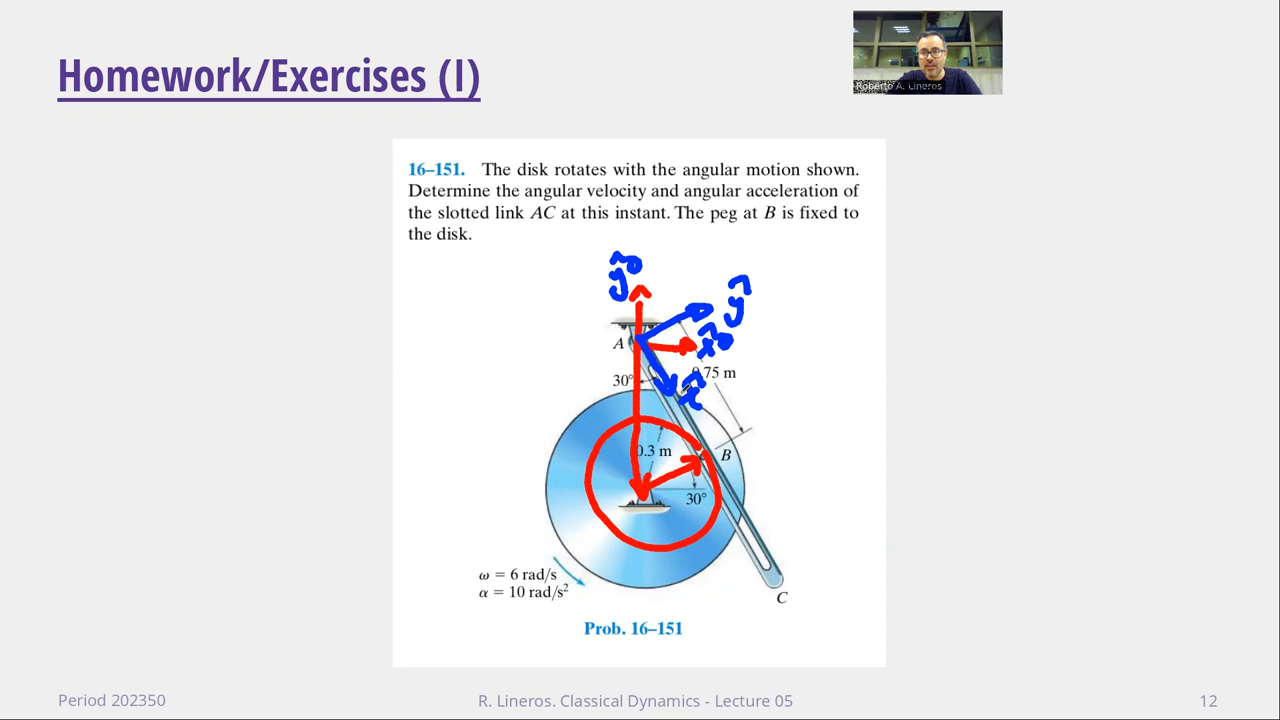 Homework/Exercises (I)
Roberto A. Lineros
16–151. The disk rotates with the angular motion shown.
Determine the angular velocity and angular acceleration of
the slotted link AC at this instant. The peg at B is fixed to
the disk.
ŷ₀
ŷ
x̂₀
A
0.75 m
30°
x̂
0.3 m
B
30°
ω = 6 rad/s
α = 10 rad/s²
C
Prob. 16–151
Period 202350
R. Lineros. Classical Dynamics - Lecture 05
12